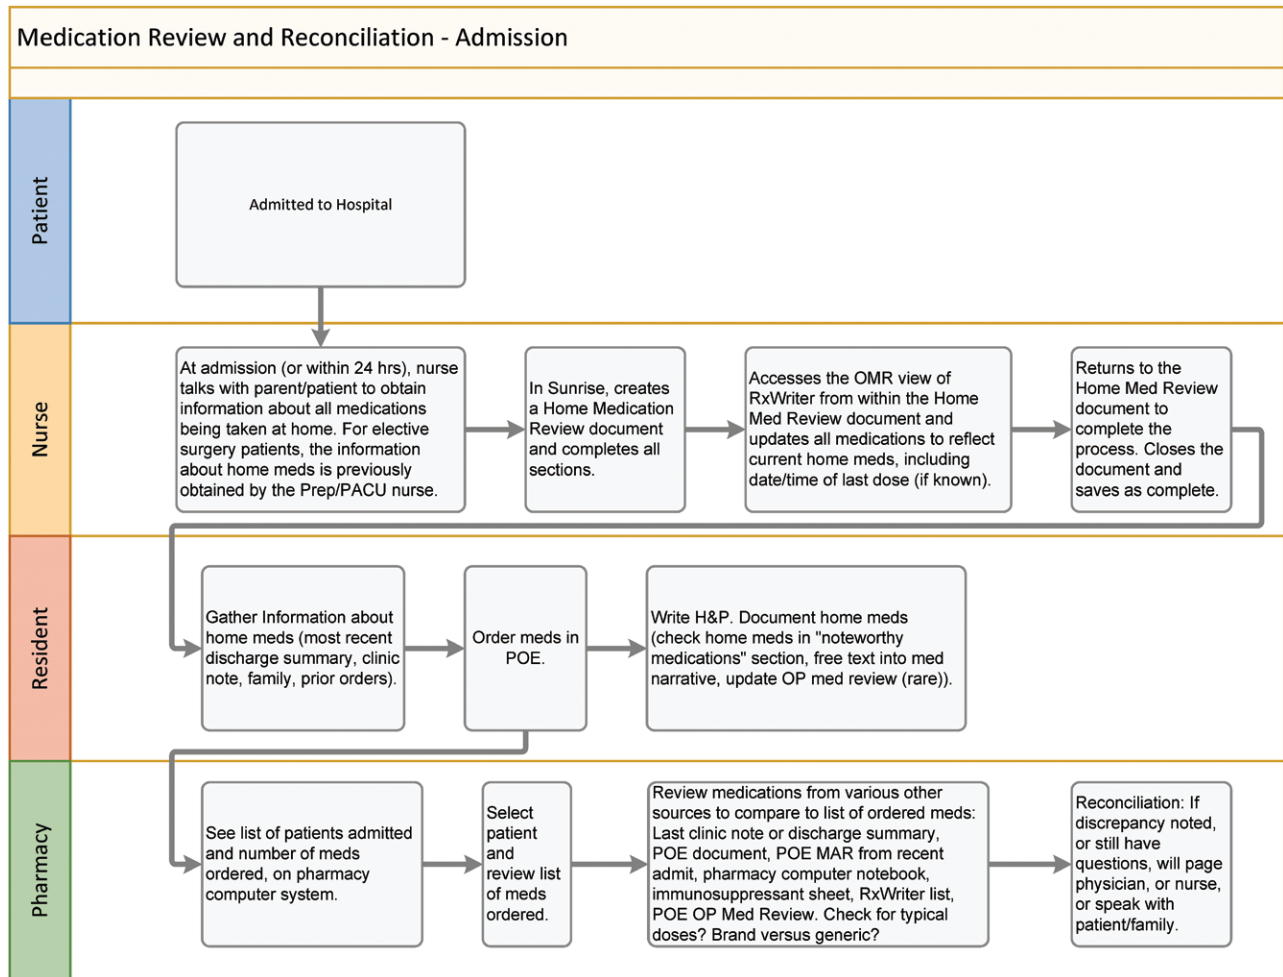 Medication Review and Reconciliation - Admission
Patient
Admitted to Hospital
Nurse
At admission (or within 24 hrs), nurse
talks with parent/patient to obtain
information about all medications
being taken at home. For elective
surgery patients, the information
about home meds is previously
obtained by the Prep/PACU nurse.
In Sunrise, creates
a Home Medication
Review document
and completes all
sections.
Accesses the OMR view of
RxWriter from within the Home
Med Review document and
updates all medications to reflect
current home meds, including
date/time of last dose (if known).
Returns to the
Home Med Review
document to
complete the
process. Closes the
document and
saves as complete.
Resident
Gather Information about
home meds (most recent
discharge summary, clinic
note, family, prior orders).
Order meds in
POE.
Write H&P. Document home meds
(check home meds in "noteworthy
medications" section, free text into med
narrative, update OP med review (rare)).
Pharmacy
See list of patients admitted
and number of meds
ordered, on pharmacy
computer system.
Select
patient
and
review list
of meds
ordered.
Review medications from various other
sources to compare to list of ordered meds:
Last clinic note or discharge summary,
POE document, POE MAR from recent
admit, pharmacy computer notebook,
immunosuppressant sheet, RxWriter list,
POE OP Med Review. Check for typical
doses? Brand versus generic?
Reconciliation: If
discrepancy noted,
or still have
questions, will page
physician, or nurse,
or speak with
patient/family.